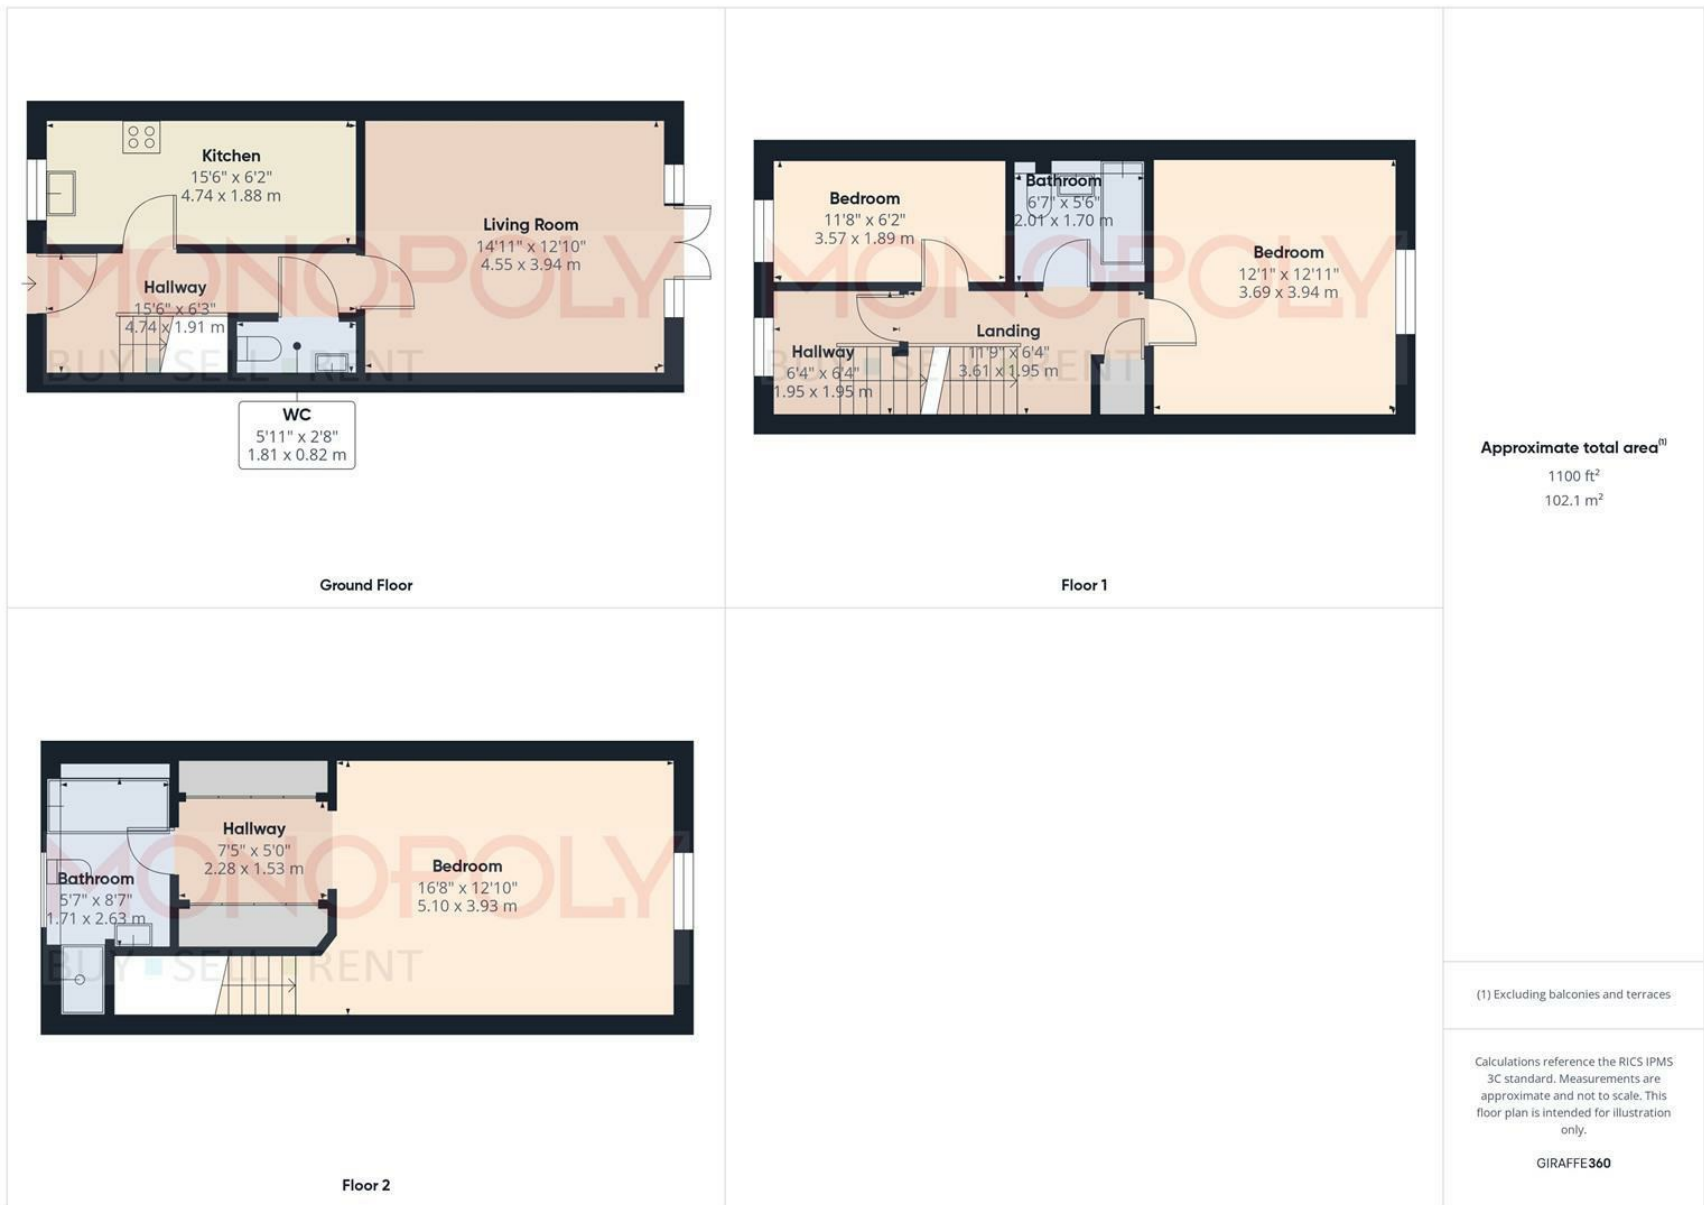 Kitchen
15'6" x 6'2"
4.74 x 1.88 m
Living Room
14'11" x 12'10"
4.55 x 3.94 m
Hallway
15'6" x 6'3"
4.74 x 1.91 m
WC
5'11" x 2'8"
1.81 x 0.82 m
MONOPOLY
BUY SELL RENT
Ground Floor
Bedroom
11'8" x 6'2"
3.57 x 1.89 m
Bathroom
6'7" x 5'6"
2.01 x 1.70 m
Bedroom
12'1" x 12'11"
3.69 x 3.94 m
Landing
11'9" x 6'4"
3.61 x 1.95 m
Hallway
6'4" x 6'4"
1.95 x 1.95 m
MONOPOLY
BUY SELL RENT
Floor 1
Hallway
7'5" x 5'0"
2.28 x 1.53 m
Bedroom
16'8" x 12'10"
5.10 x 3.93 m
Bathroom
5'7" x 8'7"
1.71 x 2.63 m
MONOPOLY
BUY SELL RENT
Floor 2
Approximate total area(1)
1100 ft²
102.1 m²
(1) Excluding balconies and terraces
Calculations reference the RICS IPMS
3C standard. Measurements are
approximate and not to scale. This
floor plan is intended for illustration
only.
GIRAFFE360